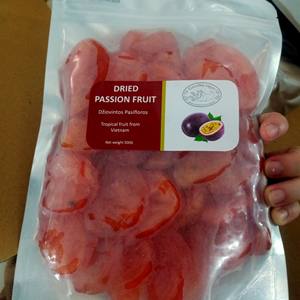 DRIED
PASSION FRUIT
Džiovintos Pasifloros
Tropical fruit from
Vietnam
Net weight 500G